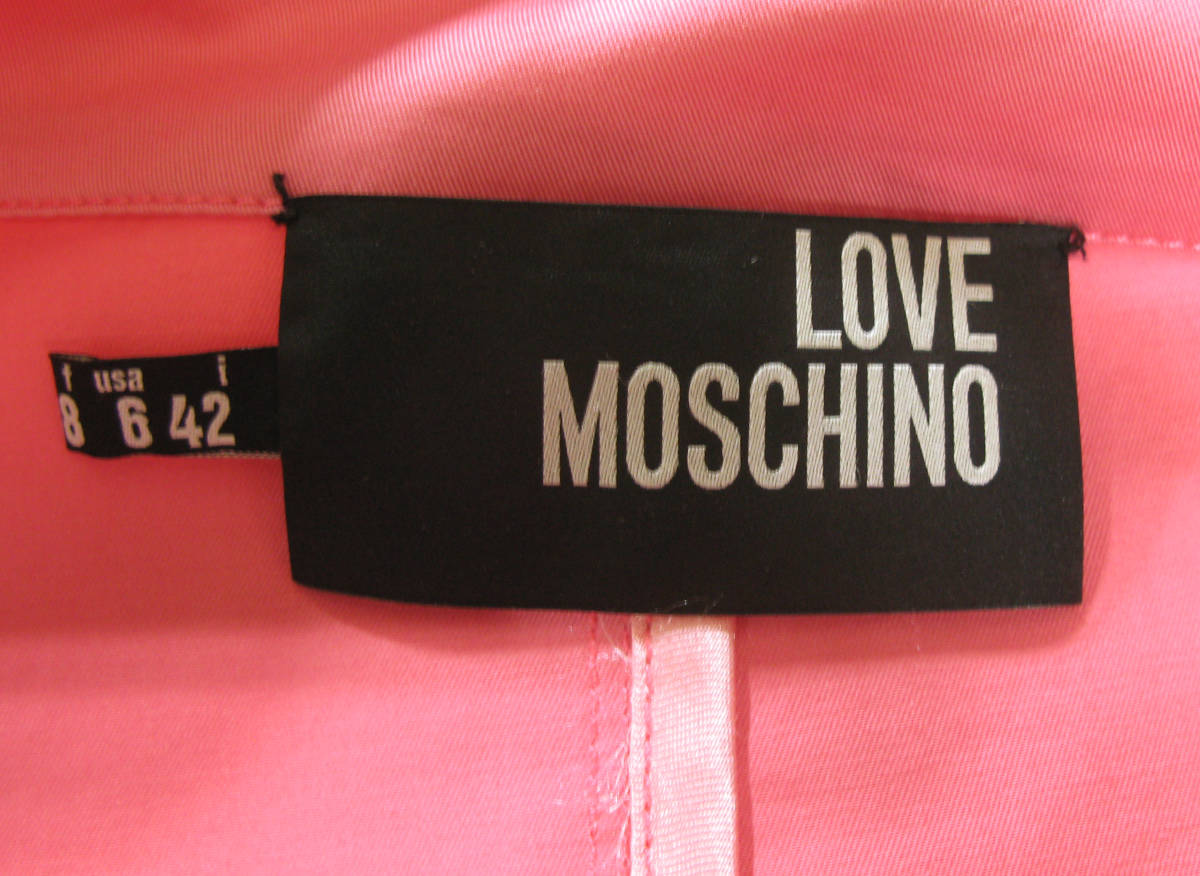 LOVE
MOSCHINO
f usa i
8 6 42